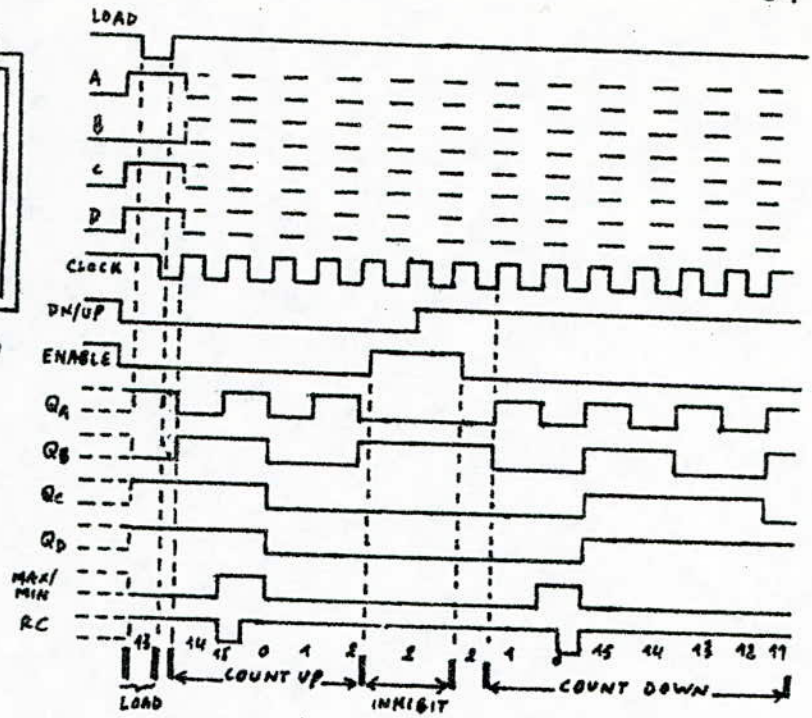 LOAD
A
B
C
D
CLOCK
DN/UP
ENABLE
QA
QB
QC
QD
MAX/
MIN
RC
13 14 15 0 1 2 2 2 1 0 15 14 13 12 11
COUNT UP COUNT DOWN
LOAD INHIBIT